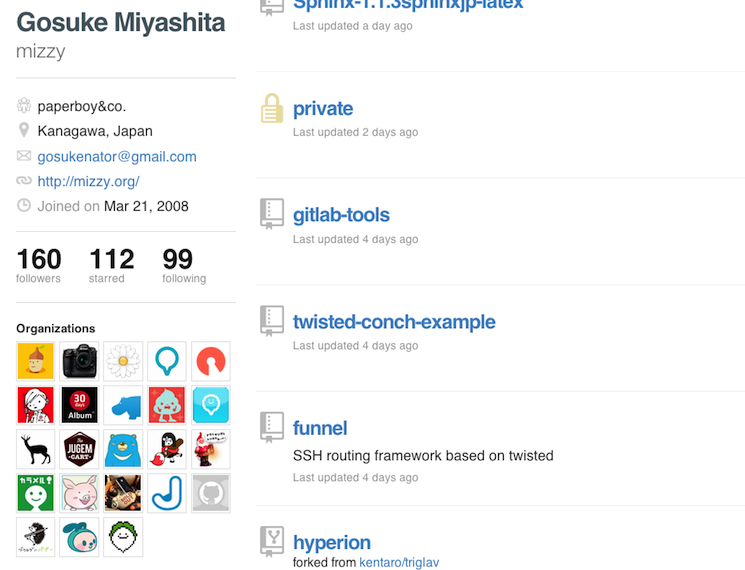 Gosuke Miyashita
mizzy
paperboy&co.
Kanagawa, Japan
gosukenator@gmail.com
http://mizzy.org/
Joined on Mar 21, 2008
160 112 99
followers starred following
Organizations
30
days
Album
The
JUGEM
CART
カラメル!
Sphinx-1.1.3sphinxjp-latex
Last updated a day ago
private
Last updated 2 days ago
gitlab-tools
Last updated 4 days ago
twisted-conch-example
Last updated 4 days ago
funnel
SSH routing framework based on twisted
Last updated 4 days ago
hyperion
forked from kentaro/triglav